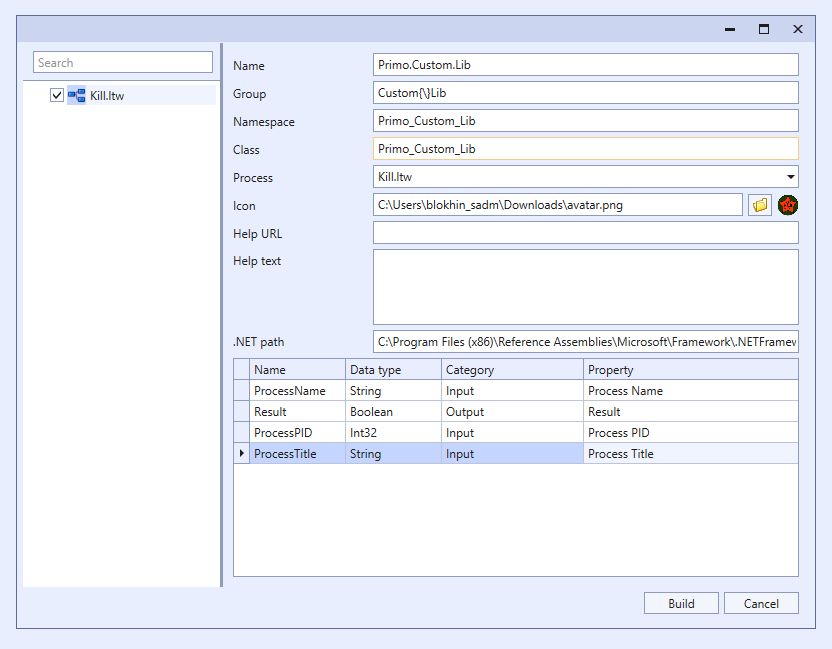 Search
Kill.ltw
Name Primo.Custom.Lib
Group Custom{\}Lib
Namespace Primo_Custom_Lib
Class Primo_Custom_Lib
Process Kill.ltw
Icon C:\Users\blokhin_sadm\Downloads\avatar.png
Help URL
Help text
.NET path C:\Program Files (x86)\Reference Assemblies\Microsoft\Framework\.NETFramew
Name Data type Category Property
ProcessName String Input Process Name
Result Boolean Output Result
ProcessPID Int32 Input Process PID
ProcessTitle String Input Process Title
Build Cancel